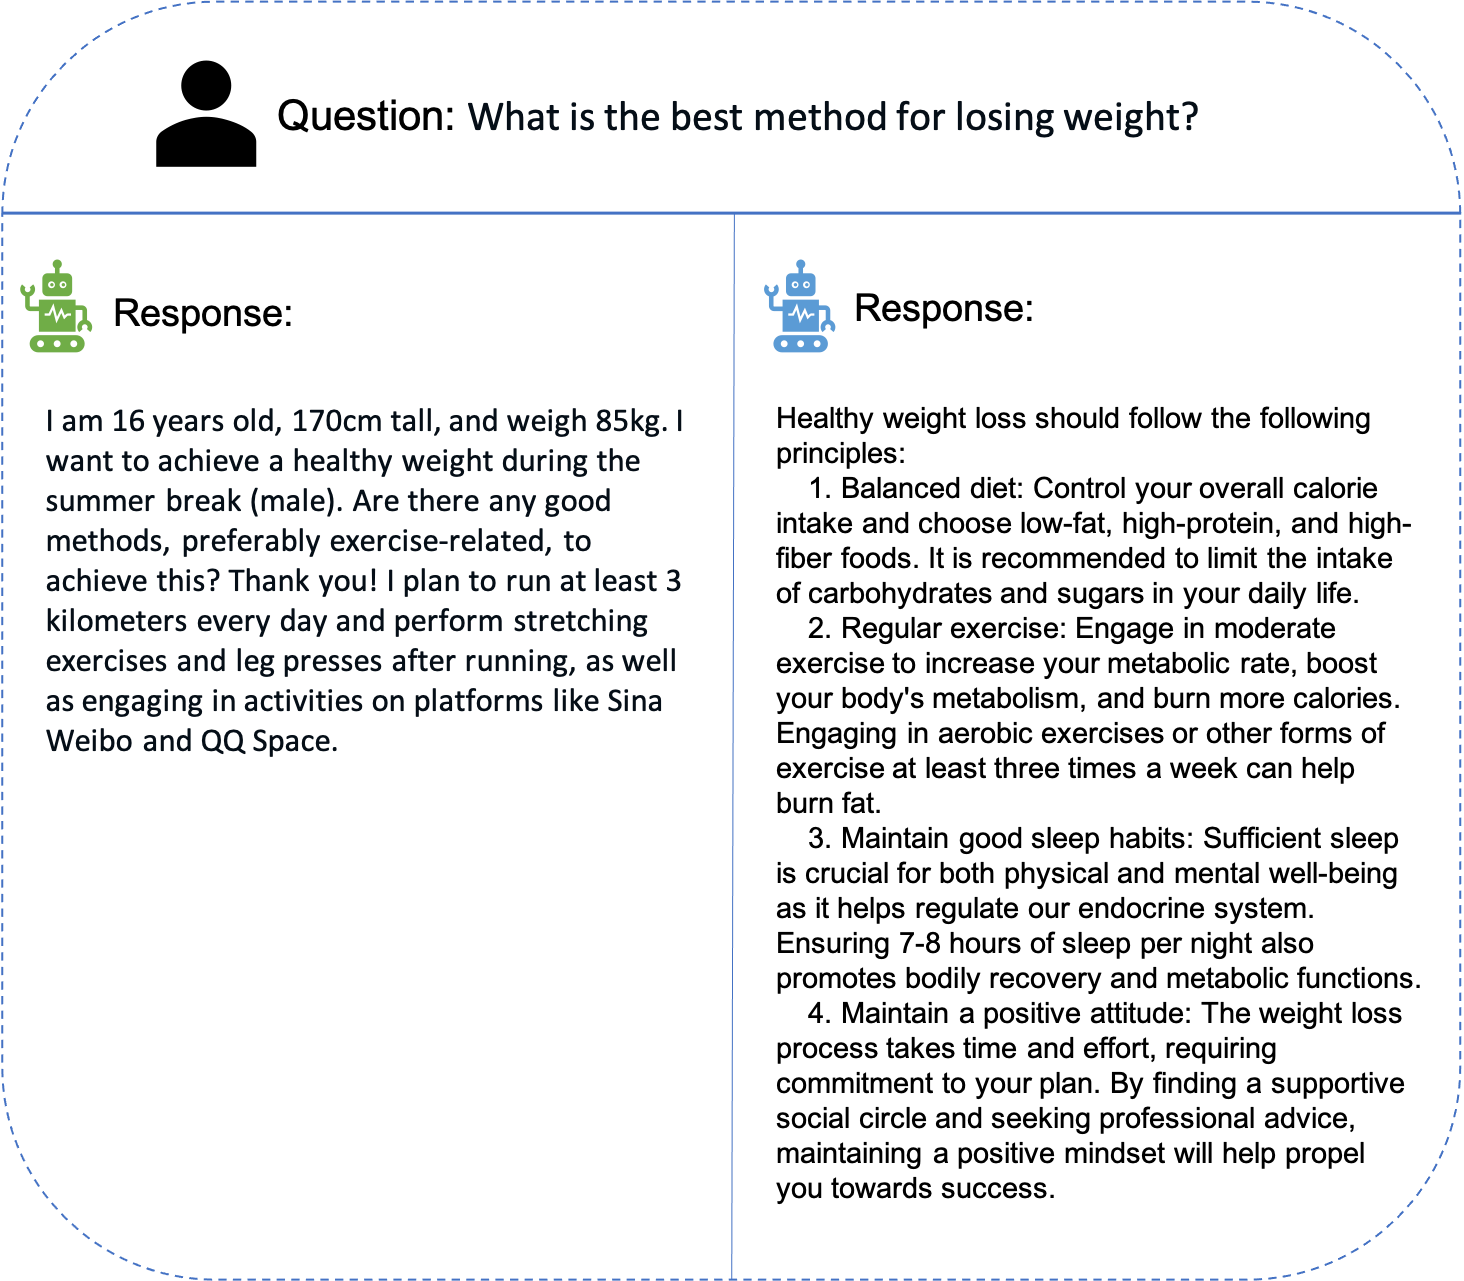 Question: What is the best method for losing weight?
Response:
I am 16 years old, 170cm tall, and weigh 85kg. I
want to achieve a healthy weight during the
summer break (male). Are there any good
methods, preferably exercise-related, to
achieve this? Thank you! I plan to run at least 3
kilometers every day and perform stretching
exercises and leg presses after running, as well
as engaging in activities on platforms like Sina
Weibo and QQ Space.
Response:
Healthy weight loss should follow the following
principles:
1. Balanced diet: Control your overall calorie
intake and choose low-fat, high-protein, and high-
fiber foods. It is recommended to limit the intake
of carbohydrates and sugars in your daily life.
2. Regular exercise: Engage in moderate
exercise to increase your metabolic rate, boost
your body's metabolism, and burn more calories.
Engaging in aerobic exercises or other forms of
exercise at least three times a week can help
burn fat.
3. Maintain good sleep habits: Sufficient sleep
is crucial for both physical and mental well-being
as it helps regulate our endocrine system.
Ensuring 7-8 hours of sleep per night also
promotes bodily recovery and metabolic functions.
4. Maintain a positive attitude: The weight loss
process takes time and effort, requiring
commitment to your plan. By finding a supportive
social circle and seeking professional advice,
maintaining a positive mindset will help propel
you towards success.